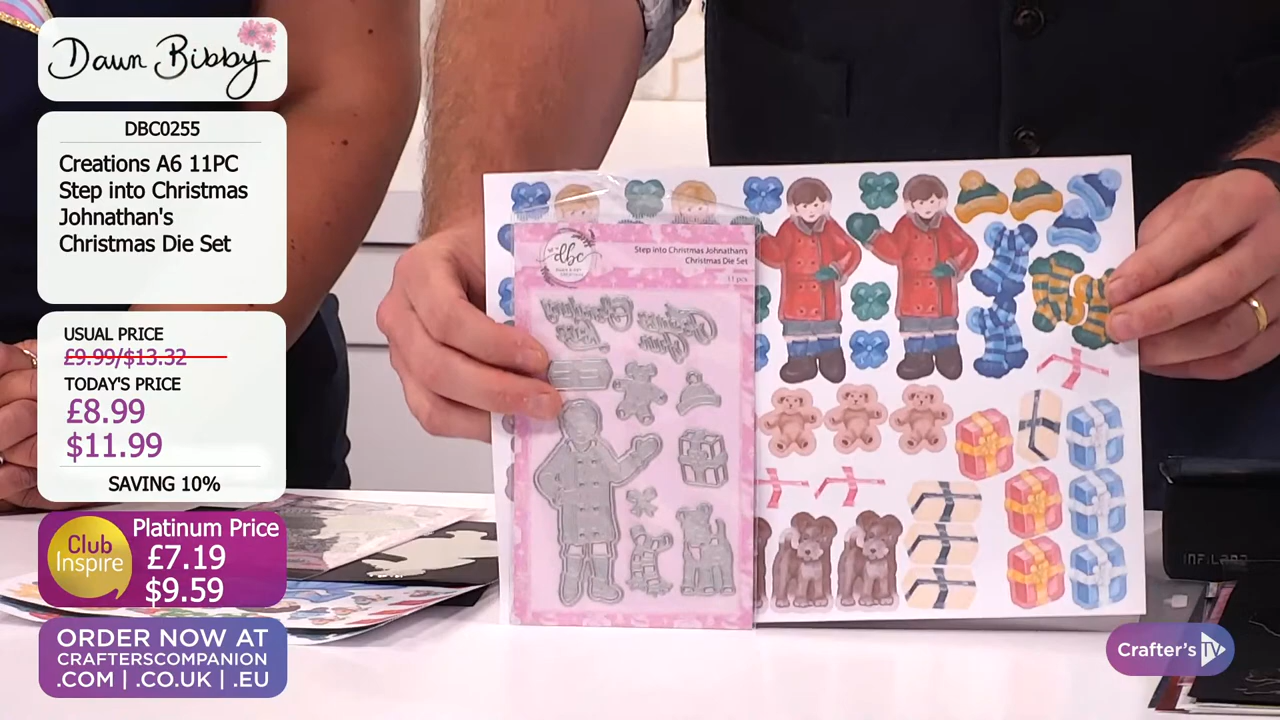 Dawn Bibby
DBC0255
Creations A6 11PC
Step into Christmas
Johnathan's
Christmas Die Set
USUAL PRICE
£9.99/$13.32
TODAY'S PRICE
£8.99
$11.99
SAVING 10%
Club
Inspire
Platinum Price
£7.19
$9.59
ORDER NOW AT
CRAFTERSCOMPANION
.COM | .CO.UK | .EU
dbc
Step into Christmas Johnathan's
Christmas Die Set
11 pcs
Crafter's TV